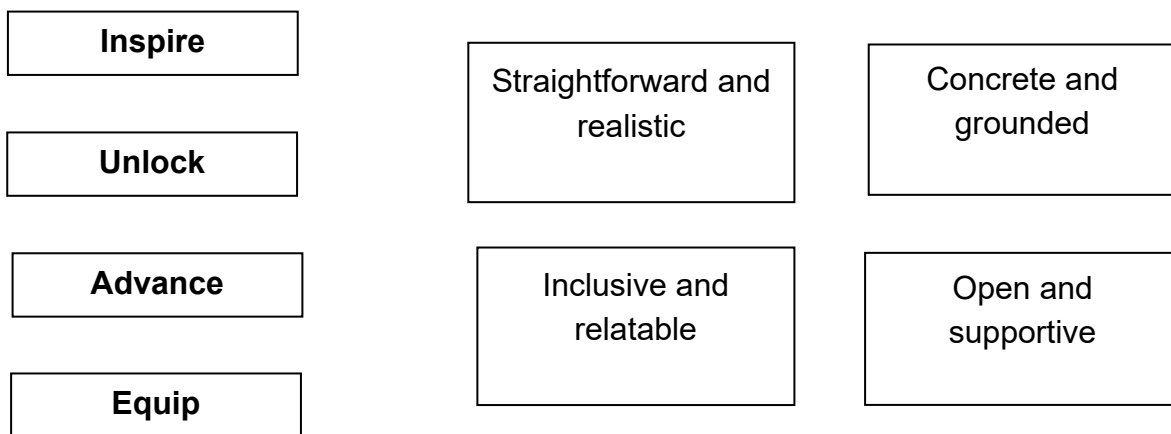 Inspire
Unlock
Advance
Equip
Straightforward and
realistic
Concrete and
grounded
Inclusive and
relatable
Open and
supportive